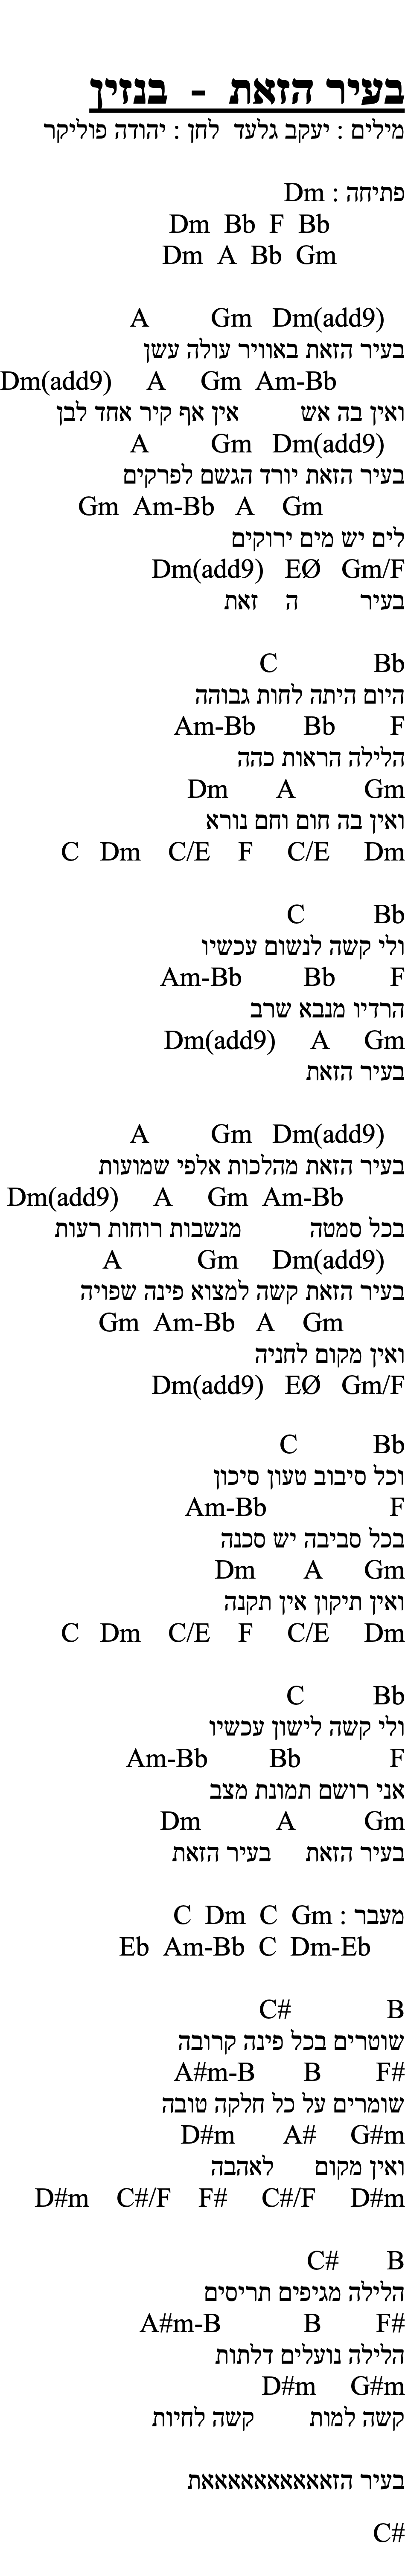 בעיר הזאת - בנזין
מילים : יעקב גלעד לחן : יהודה פוליקר
פתיחה : Dm
Dm Bb F Bb
Dm A Bb Gm
A Gm Dm(add9)
בעיר הזאת באוויר עולה עשן
Dm(add9) A Gm Am-Bb
ואין בה אש אין אף קיר אחד לבן
A Gm Dm(add9)
בעיר הזאת יורד הגשם לפרקים
Gm Am-Bb A Gm
לים יש מים ירוקים
Dm(add9) EØ Gm/F
בעיר ה זאת
C Bb
היום היתה לחות גבוהה
Am-Bb Bb F
הלילה הראות כהה
Dm A Gm
ואין בה חום וחם נורא
C Dm C/E F C/E Dm
C Bb
ולי קשה לנשום עכשיו
Am-Bb Bb F
הרדיו מנבא שרב
Dm(add9) A Gm
בעיר הזאת
A Gm Dm(add9)
בעיר הזאת מהלכות אלפי שמועות
Dm(add9) A Gm Am-Bb
בכל סמטה מנשבות רוחות רעות
A Gm Dm(add9)
בעיר הזאת קשה למצוא פינה שפויה
Gm Am-Bb A Gm
ואין מקום לחניה
Dm(add9) EØ Gm/F
C Bb
וכל סיבוב טעון סיכון
Am-Bb F
בכל סביבה יש סכנה
Dm A Gm
ואין תיקון אין תקנה
C Dm C/E F C/E Dm
C Bb
ולי קשה לישון עכשיו
Am-Bb Bb F
אני רושם תמונת מצב
Dm A Gm
בעיר הזאת בעיר הזאת
מעבר : C Dm C Gm
Eb Am-Bb C Dm-Eb
C# B
שוטרים בכל פינה קרובה
A#m-B B F#
שומרים על כל חלקה טובה
D#m A# G#m
ואין מקום לאהבה
D#m C#/F F# C#/F D#m
C# B
הלילה מגיפים תריסים
A#m-B B F#
הלילה נועלים דלתות
D#m G#m
קשה למות קשה לחיות
בעיר הזאאאאאאאאאאאת
C#